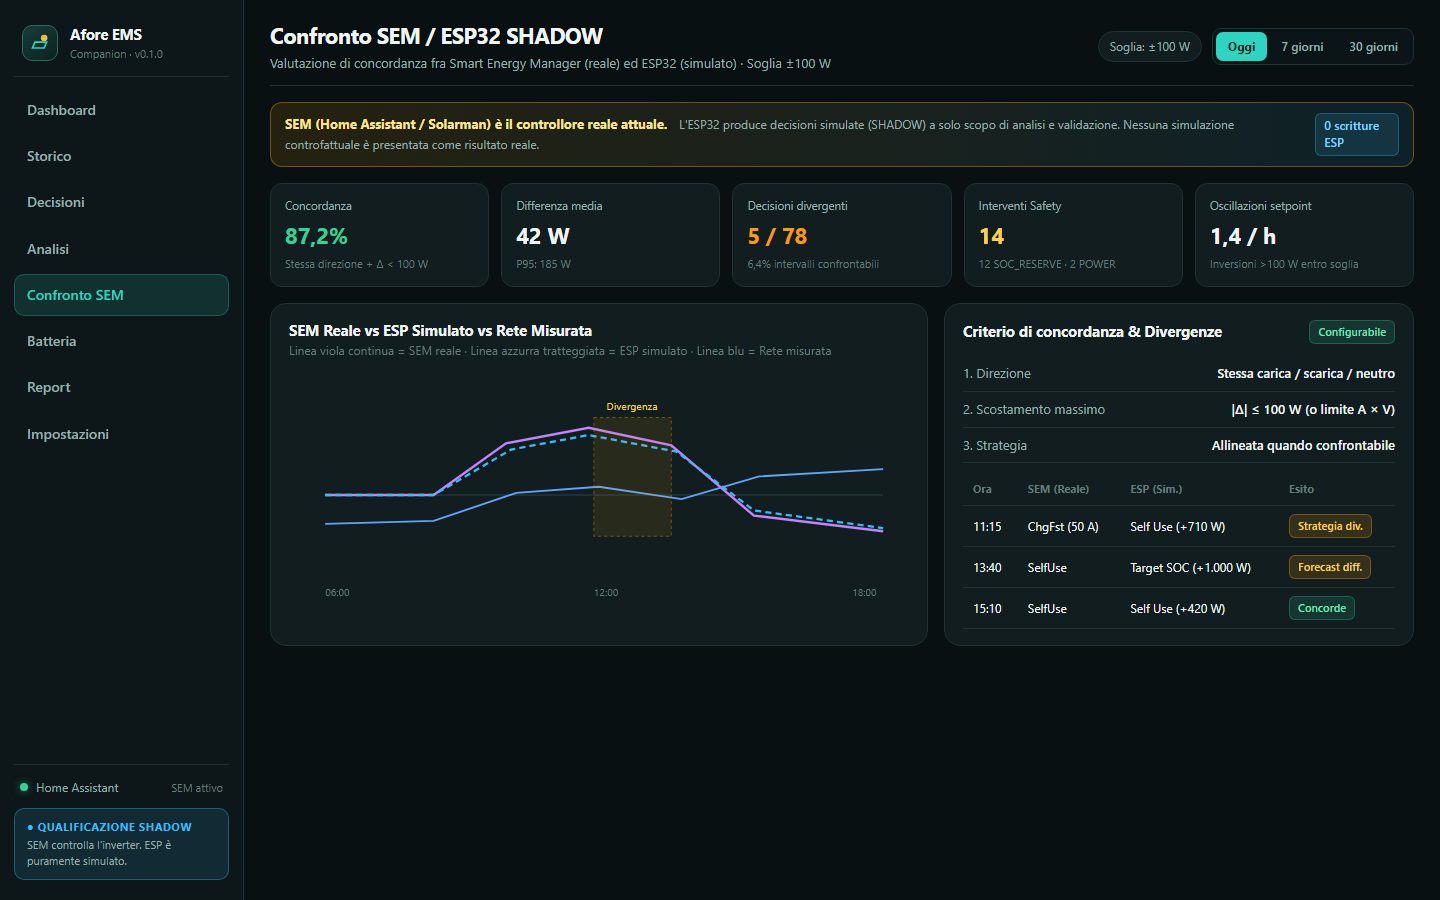 Afore EMS
Companion · v0.1.0
Dashboard
Storico
Decisioni
Analisi
Confronto SEM
Batteria
Report
Impostazioni
Home Assistant
SEM attivo
● QUALIFICAZIONE SHADOW
SEM controlla l'inverter. ESP è
puramente simulato.
Confronto SEM / ESP32 SHADOW
Valutazione di concordanza fra Smart Energy Manager (reale) ed ESP32 (simulato) · Soglia ±100 W
Soglia: ±100 W
Oggi
7 giorni
30 giorni
SEM (Home Assistant / Solarman) è il controllore reale attuale. L'ESP32 produce decisioni simulate (SHADOW) a solo scopo di analisi e validazione. Nessuna simulazione
controfattuale è presentata come risultato reale.
0 scritture
ESP
Concordanza
87,2%
Stessa direzione + Δ < 100 W
Differenza media
42 W
P95: 185 W
Decisioni divergenti
5 / 78
6,4% intervalli confrontabili
Interventi Safety
14
12 SOC_RESERVE · 2 POWER
Oscillazioni setpoint
1,4 / h
Inversioni >100 W entro soglia
SEM Reale vs ESP Simulato vs Rete Misurata
Linea viola continua = SEM reale · Linea azzurra tratteggiata = ESP simulato · Linea blu = Rete misurata
Divergenza
06:00
12:00
18:00
Criterio di concordanza & Divergenze
Configurabile
1. Direzione
Stessa carica / scarica / neutro
2. Scostamento massimo
|Δ| ≤ 100 W (o limite A × V)
3. Strategia
Allineata quando confrontabile
Ora SEM (Reale) ESP (Sim.) Esito
11:15 ChgFst (50 A) Self Use (+710 W) Strategia div.
13:40 SelfUse Target SOC (+1.000 W) Forecast diff.
15:10 SelfUse Self Use (+420 W) Concorde